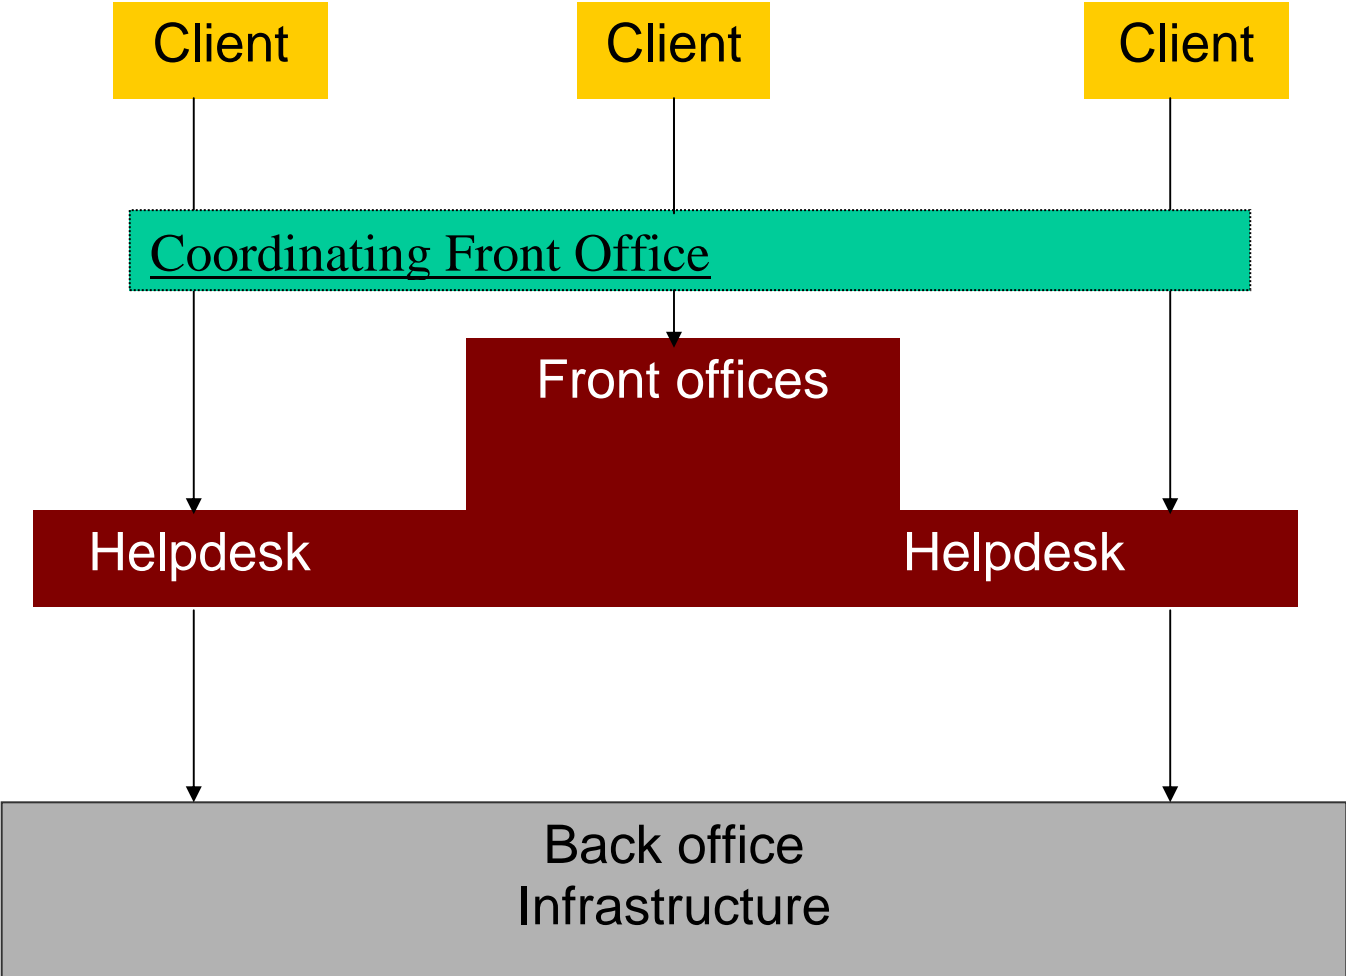 Client
Client
Client
Coordinating Front Office
Front offices
Helpdesk
Helpdesk
Back office
Infrastructure